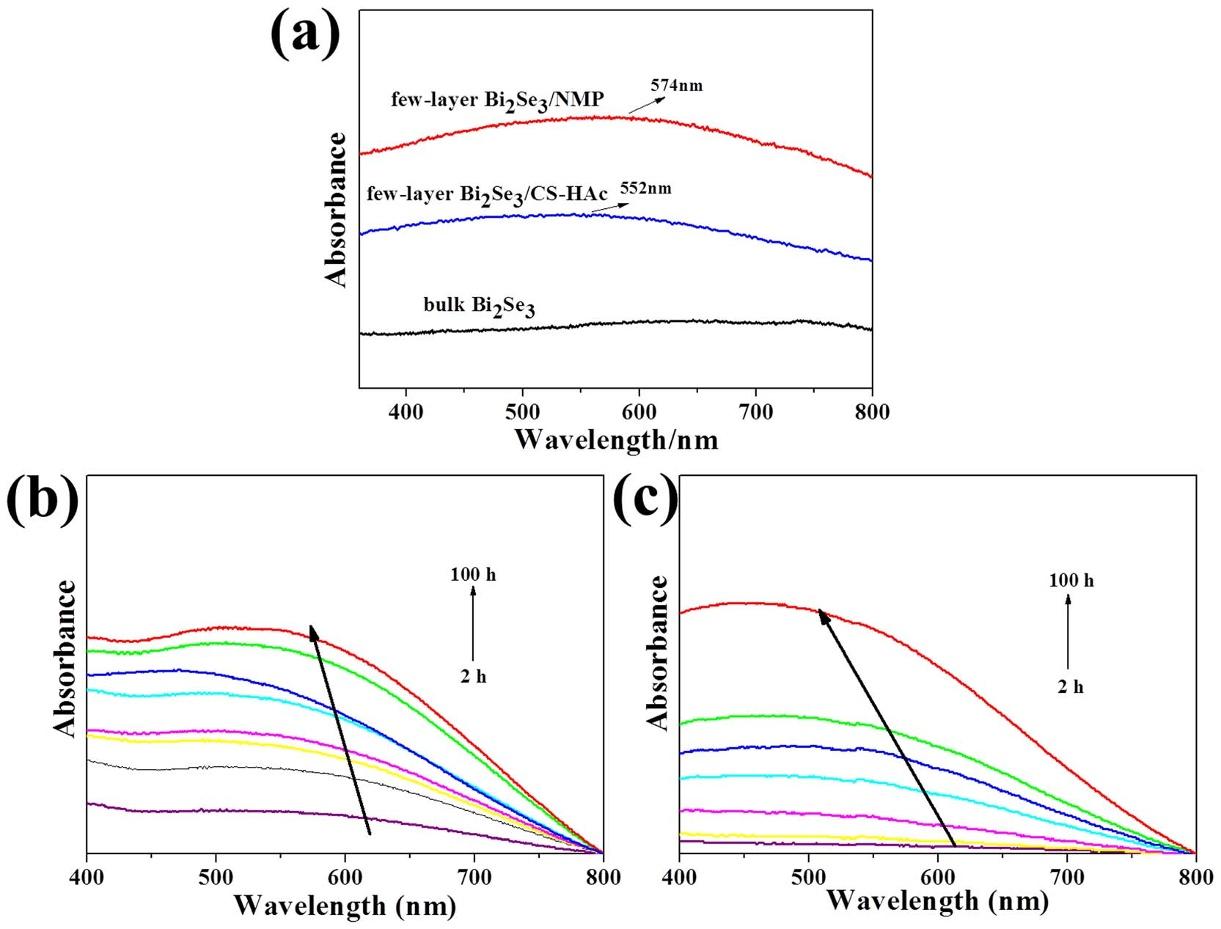 (a)
574nm
few-layer Bi2Se3/NMP
few-layer Bi2Se3/CS-HAc
552nm
bulk Bi2Se3
Absorbance
400 500 600 700 800
Wavelength/nm
(b)
100 h
2 h
Absorbance
400 500 600 700 800
Wavelength (nm)
(c)
100 h
2 h
Absorbance
400 500 600 700 800
Wavelength (nm)